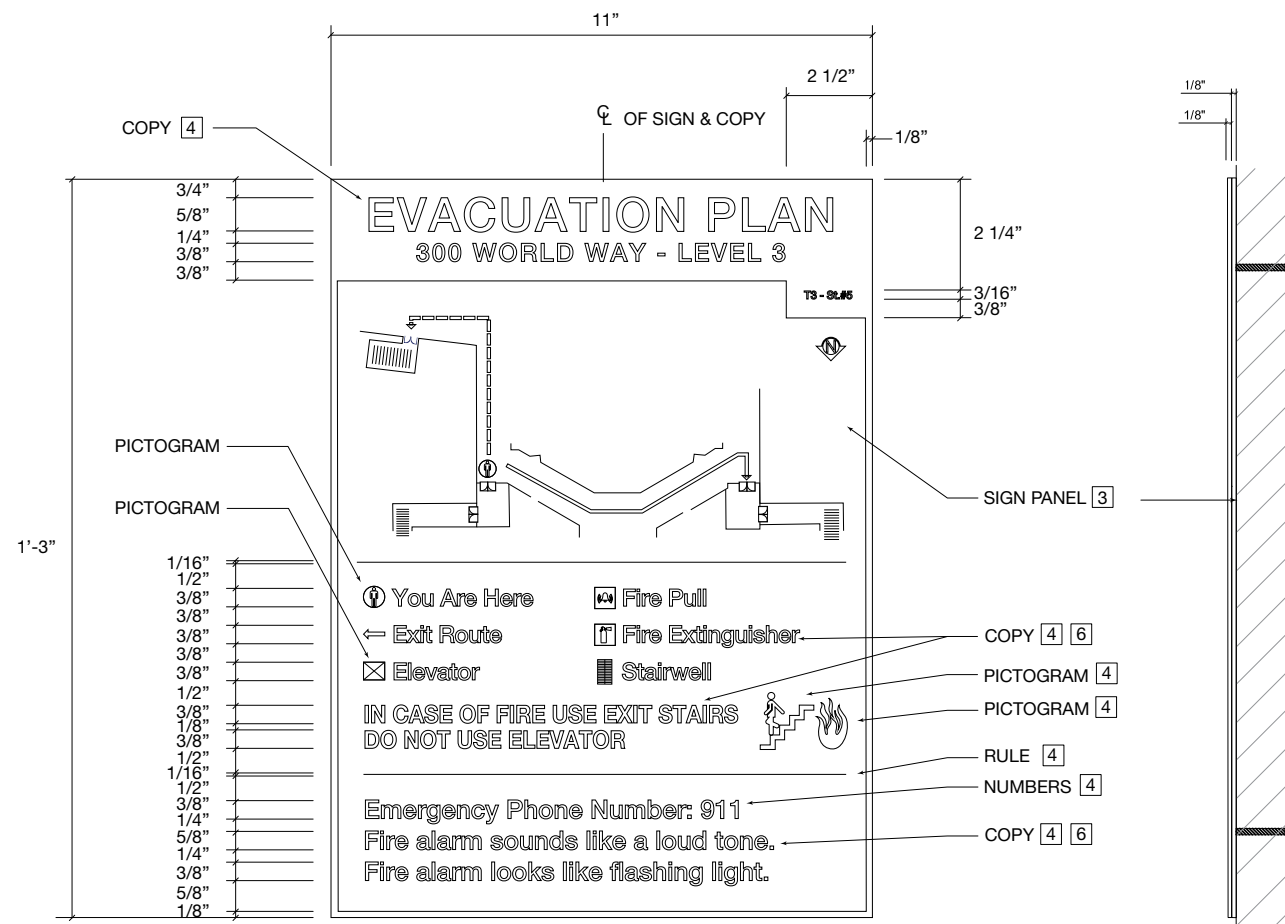 11”
2 1/2”
1/8"
COPY 4
℄ OF SIGN & COPY
1/8"
1/8”
3/4”
5/8”
1/4”
3/8”
3/8”
EVACUATION PLAN
300 WORLD WAY - LEVEL 3
2 1/4”
T3 - St.#5
3/16”
3/8”
N
PICTOGRAM
PICTOGRAM
SIGN PANEL 3
1’-3”
1/16”
1/2”
3/8”
3/8”
3/8”
3/8”
3/8”
1/2”
3/8”
1/8”
3/8”
1/2”
1/16”
1/2”
3/8”
1/4”
5/8”
1/4”
3/8”
5/8”
1/8”
You Are Here
Fire Pull
Exit Route
Fire Extinguisher
COPY 4 6
Elevator
Stairwell
PICTOGRAM 4
IN CASE OF FIRE USE EXIT STAIRS
PICTOGRAM 4
DO NOT USE ELEVATOR
RULE 4
NUMBERS 4
Emergency Phone Number: 911
Fire alarm sounds like a loud tone.
COPY 4 6
Fire alarm looks like flashing light.